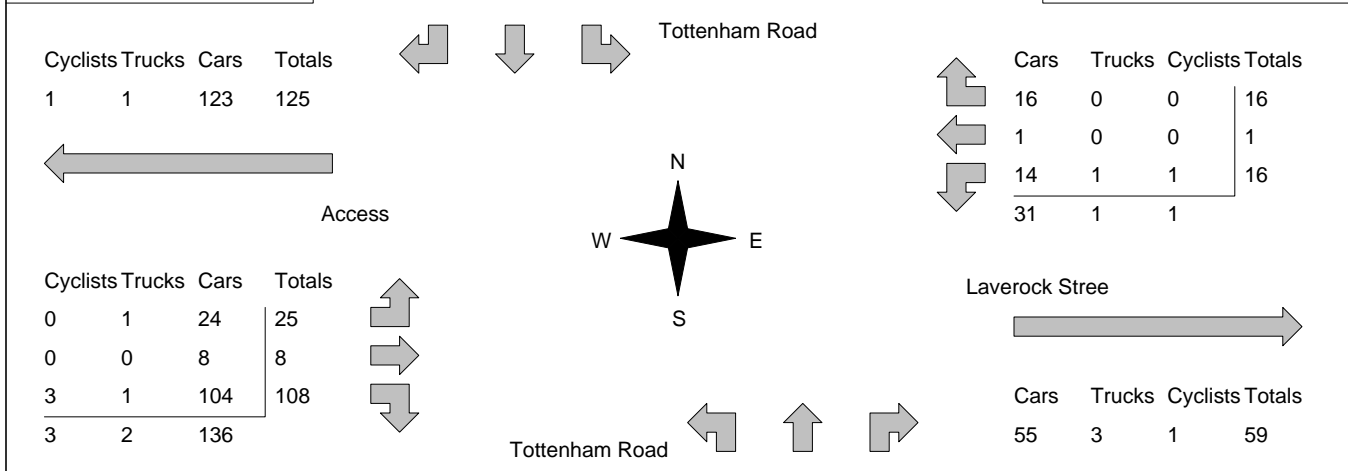 Tottenham Road
Cyclists Trucks Cars Totals
1 1 123 125
Cars Trucks Cyclists Totals
16 0 0 16
1 0 0 1
14 1 1 16
31 1 1
Access
N
W E
S
Cyclists Trucks Cars Totals
0 1 24 25
0 0 8 8
3 1 104 108
3 2 136
Laverock Stree
Cars Trucks Cyclists Totals
55 3 1 59
Tottenham Road